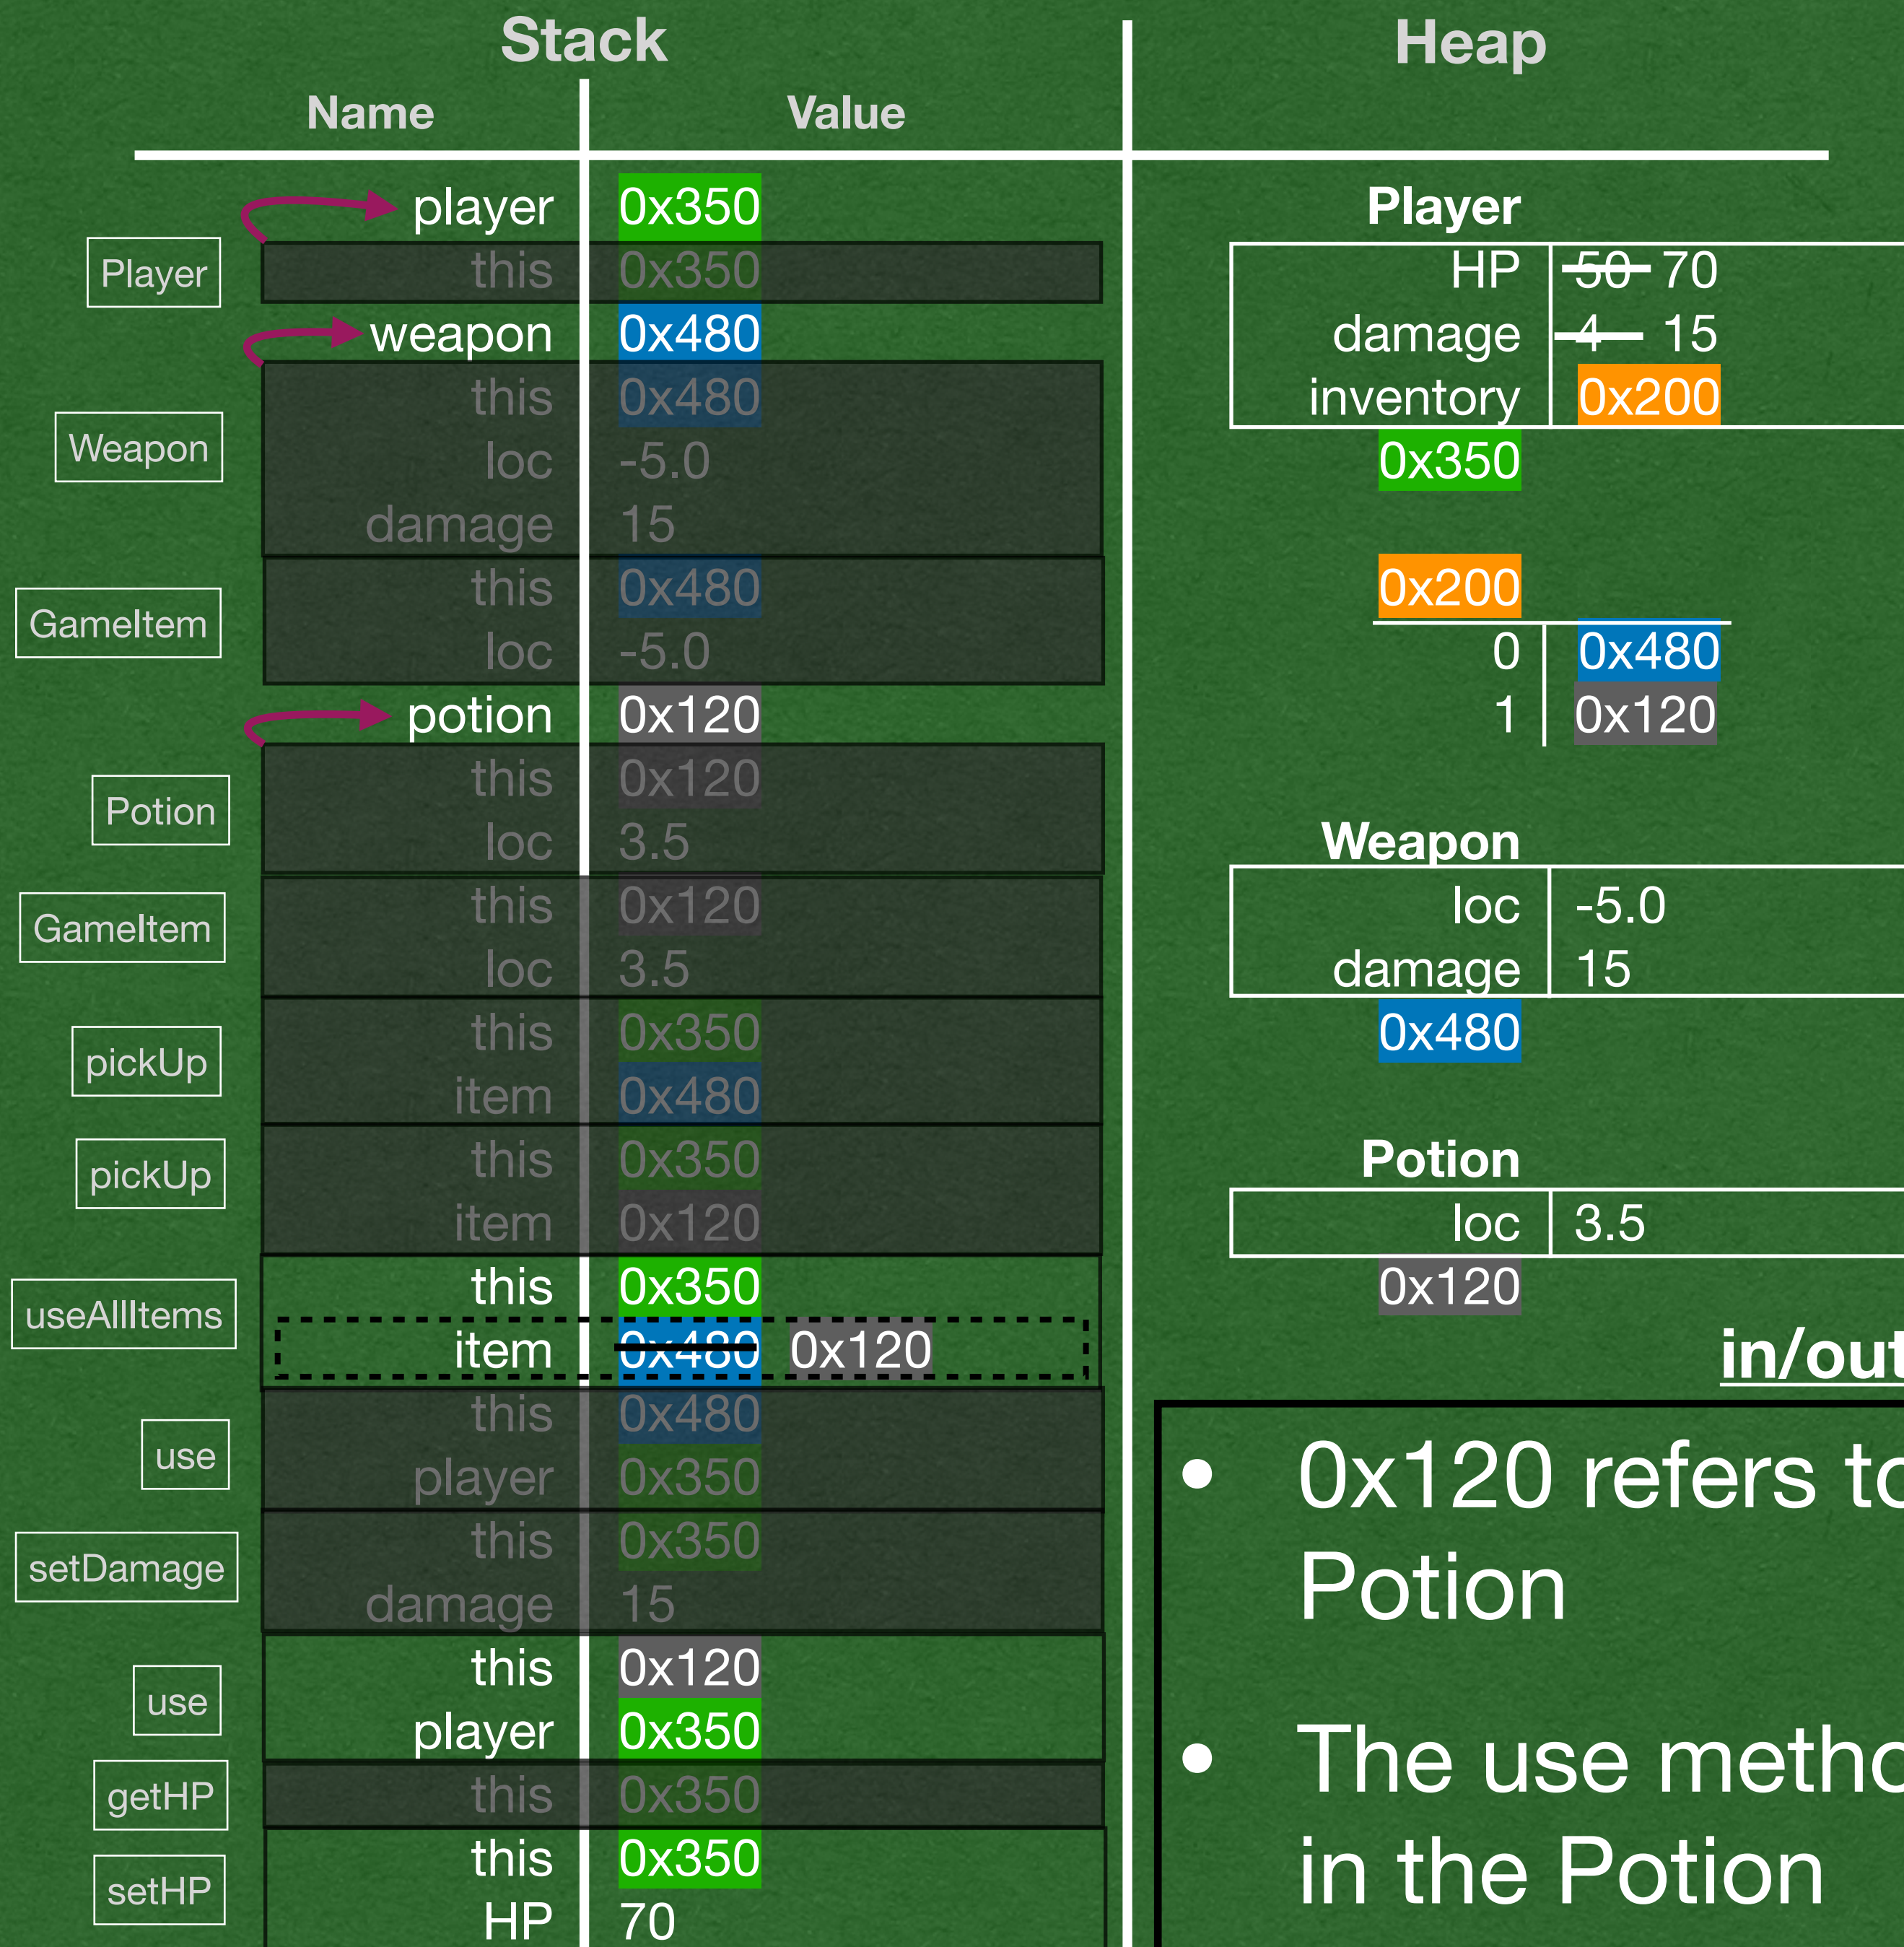 Stack
Heap
Name Value
player 0x350
Player
this 0x350
weapon 0x480
Weapon
this 0x480
loc -5.0
damage 15
GameItem
this 0x480
loc -5.0
potion 0x120
Potion
this 0x120
loc 3.5
GameItem
this 0x120
loc 3.5
pickUp
this 0x350
item 0x480
pickUp
this 0x350
item 0x120
useAllItems
this 0x350
item 0x480 0x120
use
this 0x480
player 0x350
setDamage
this 0x350
damage 15
use
this 0x120
player 0x350
getHP
this 0x350
setHP
this 0x350
HP 70
Player
HP 50 70
damage 4 15
inventory 0x200
0x350
0x200
0 0x480
1 0x120
Weapon
loc -5.0
damage 15
0x480
Potion
loc 3.5
0x120
in/out
• 0x120 refers to
Potion
• The use metho
in the Potion